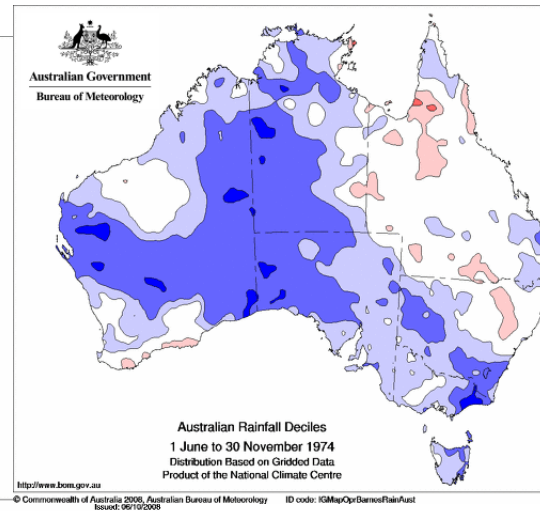 Australian Government
Bureau of Meteorology
Australian Rainfall Deciles
1 June to 30 November 1974
Distribution Based on Gridded Data
Product of the National Climate Centre
http://www.bom.gov.au
© Commonwealth of Australia 2008, Australian Bureau of Meteorology ID code: IGMapOprBarnesRainAust
Issued: 06/10/2008